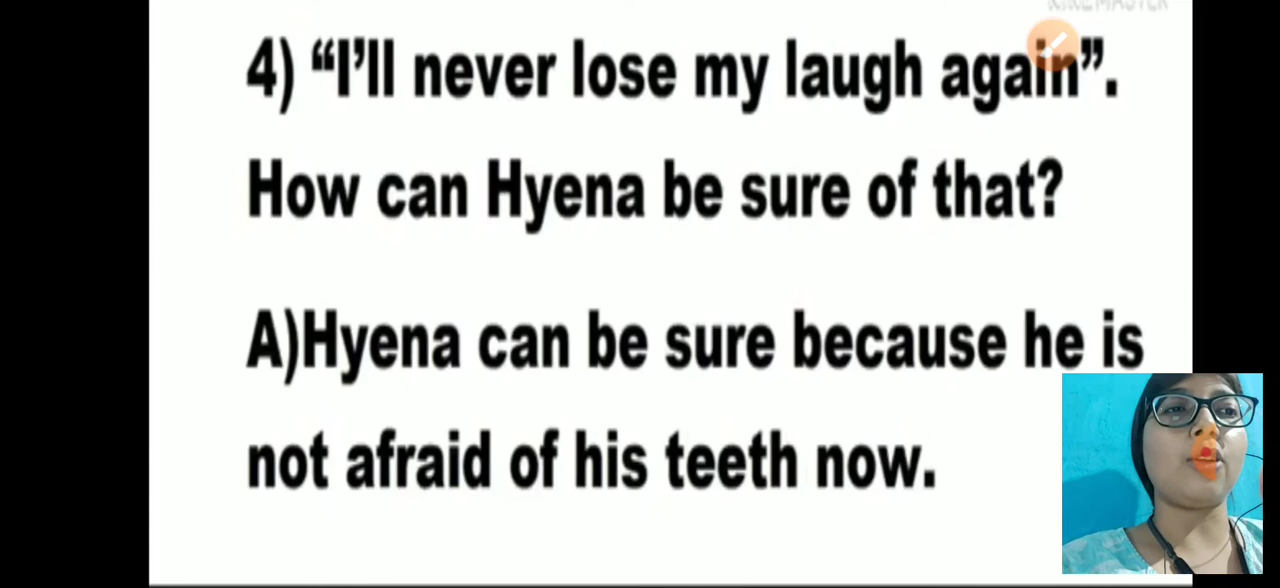 KINEMASTER
4) “I’ll never lose my laugh again”.
How can Hyena be sure of that?
A)Hyena can be sure because he is
not afraid of his teeth now.